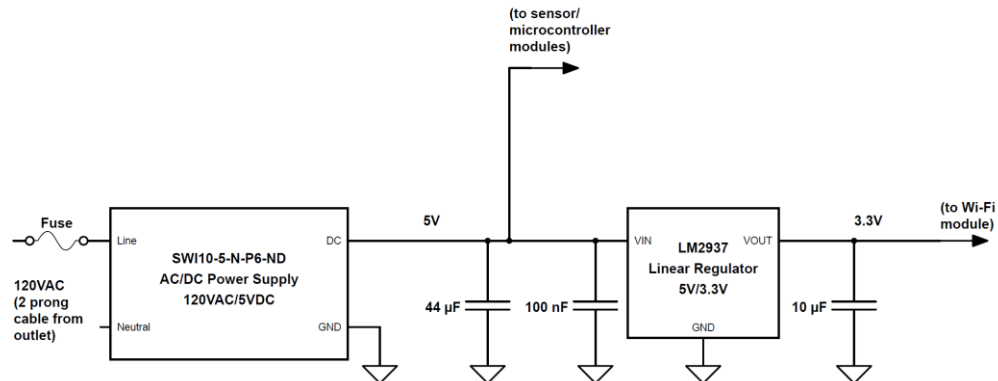 (to sensor/
microcontroller
modules)
Fuse
5V
3.3V
(to Wi-Fi
module)
Line
DC
SWI10-5-N-P6-ND
AC/DC Power Supply
120VAC/5VDC
VIN
LM2937
VOUT
Linear Regulator
5V/3.3V
120VAC
(2 prong
cable from
outlet)
Neutral
GND
44 µF
100 nF
GND
10 µF